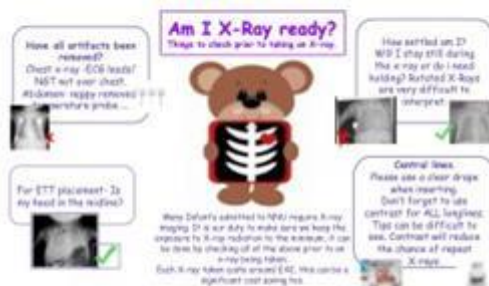 Am I X-Ray ready?
Things to check prior to taking an X-ray.
Have all artifacts been
removed?
Chest x-ray -ECG leads?
NGT not over chest.
Abdomen- nappy removed
temperature probe.....
How settled am I?
Will I stay still during
the x-ray or do i need
holding? Rotated X-Rays
are very difficult to
interpret.
For ETT placement- Is
my head in the midline?
Central lines.
Please use a clear drape
when inserting.
Don't forget to use
contrast for ALL longlines.
Tips can be difficult to
see. Contrast will reduce
the chance of repeat
X rays.
Many Infants admitted to NNU require X-ray
imaging. It is our duty to make sure we keep the
exposure to X-ray radiation to the minimum, it can
be done by checking all of the above prior to an
x-ray being taken.
Each X-ray taken costs around this can be a
significant cost saving too.